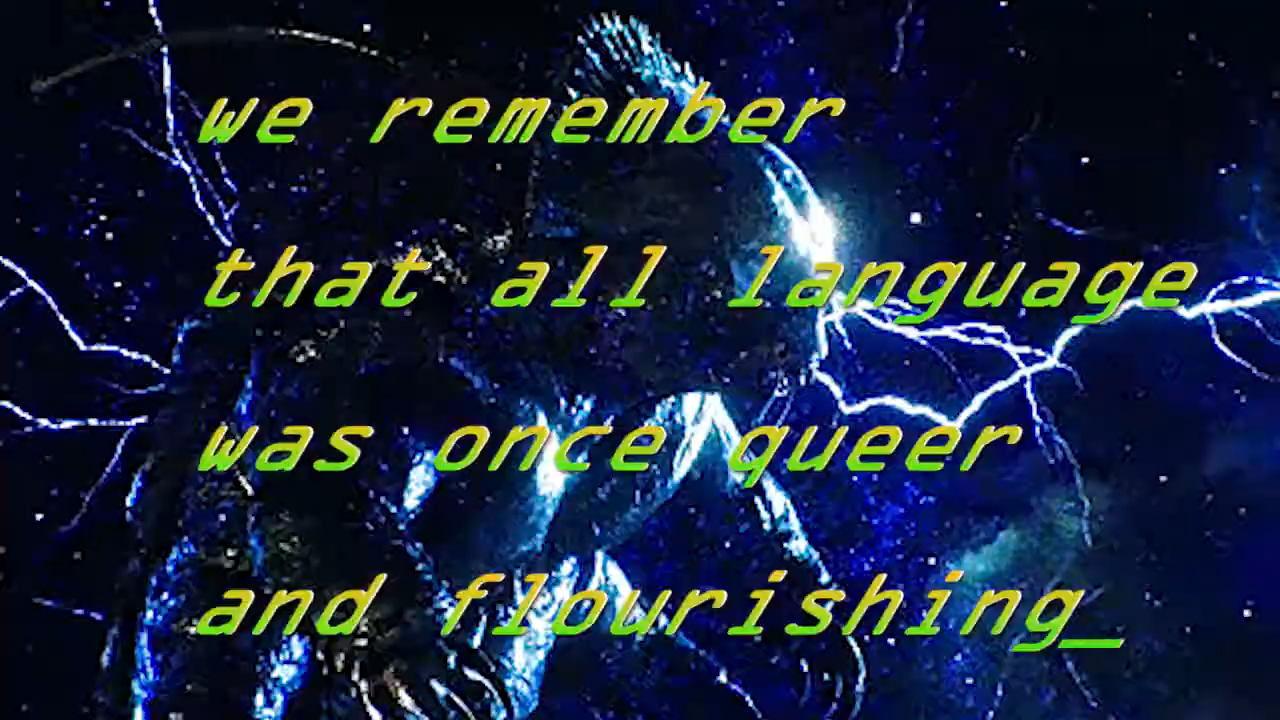 we remember
that all language
was once queer
and flourishing_